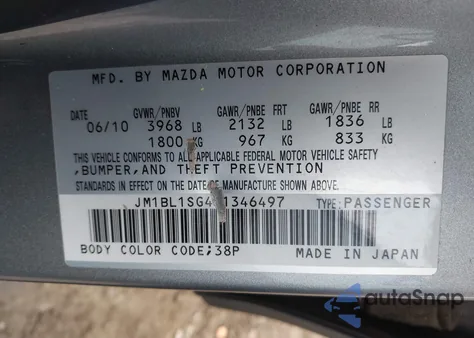 MFD. BY MAZDA MOTOR CORPORATION
DATE GVWR/PNBV GAWR/PNBE FRT GAWR/PNBE RR
06/10 3968 LB 2132 LB 1836 LB
1800 KG 967 KG 833 KG
THIS VEHICLE CONFORMS TO ALL APPLICABLE FEDERAL MOTOR VEHICLE SAFETY
,BUMPER,AND THEFT PREVENTION
STANDARDS IN EFFECT ON THE DATE OF MANUFACTURE SHOWN ABOVE.
TYPE:PASSENGER
BODY COLOR CODE;38P MADE IN JAPAN
autoSnap